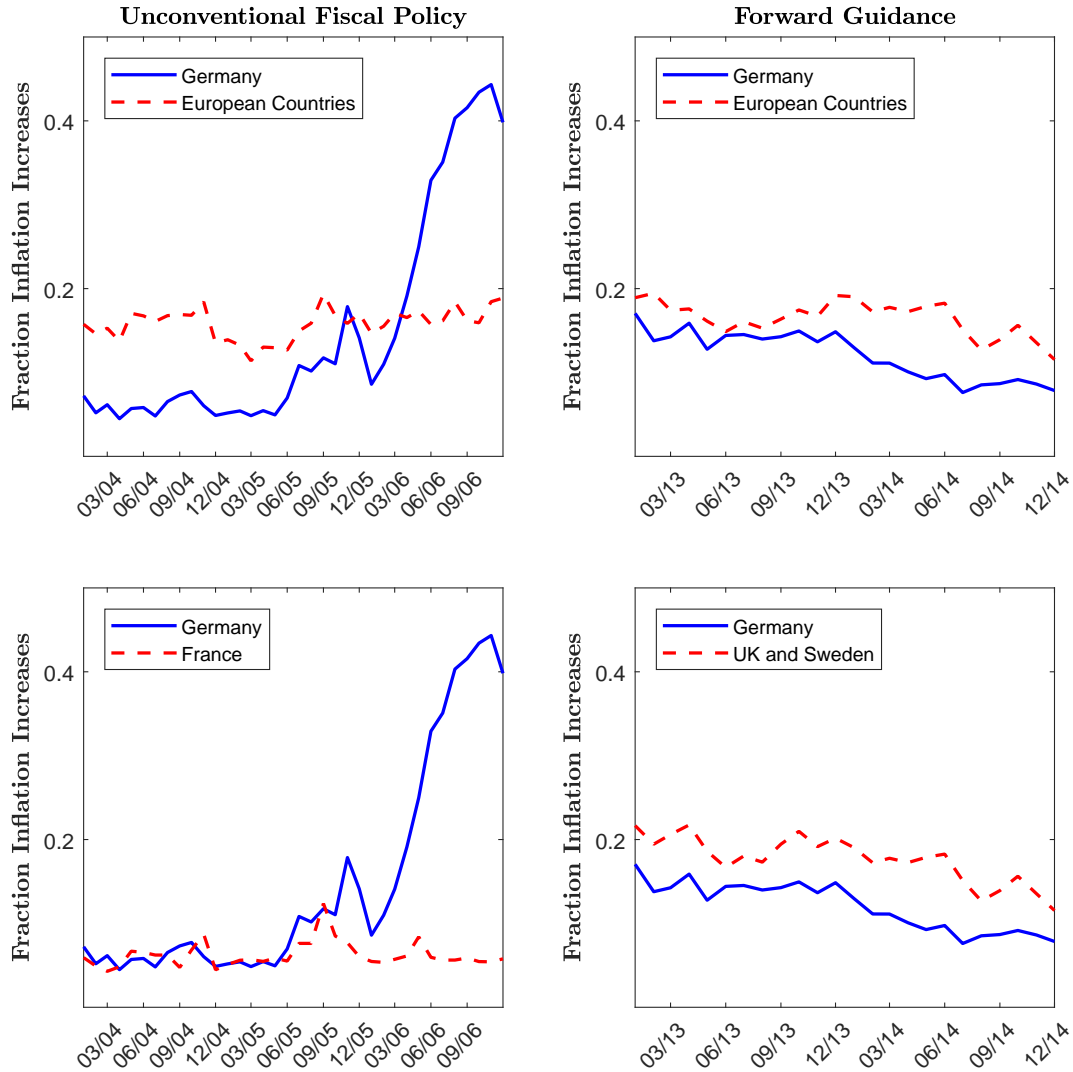 Unconventional Fiscal Policy
Fraction Inflation Increases
Germany
European Countries
0.4
0.2
03/04 06/04 09/04 12/04 03/05 06/05 09/05 12/05 03/06 06/06 09/06
Forward Guidance
Fraction Inflation Increases
Germany
European Countries
0.4
0.2
03/13 06/13 09/13 12/13 03/14 06/14 09/14 12/14
Fraction Inflation Increases
Germany
France
0.4
0.2
03/04 06/04 09/04 12/04 03/05 06/05 09/05 12/05 03/06 06/06 09/06
Fraction Inflation Increases
Germany
UK and Sweden
0.4
0.2
03/13 06/13 09/13 12/13 03/14 06/14 09/14 12/14